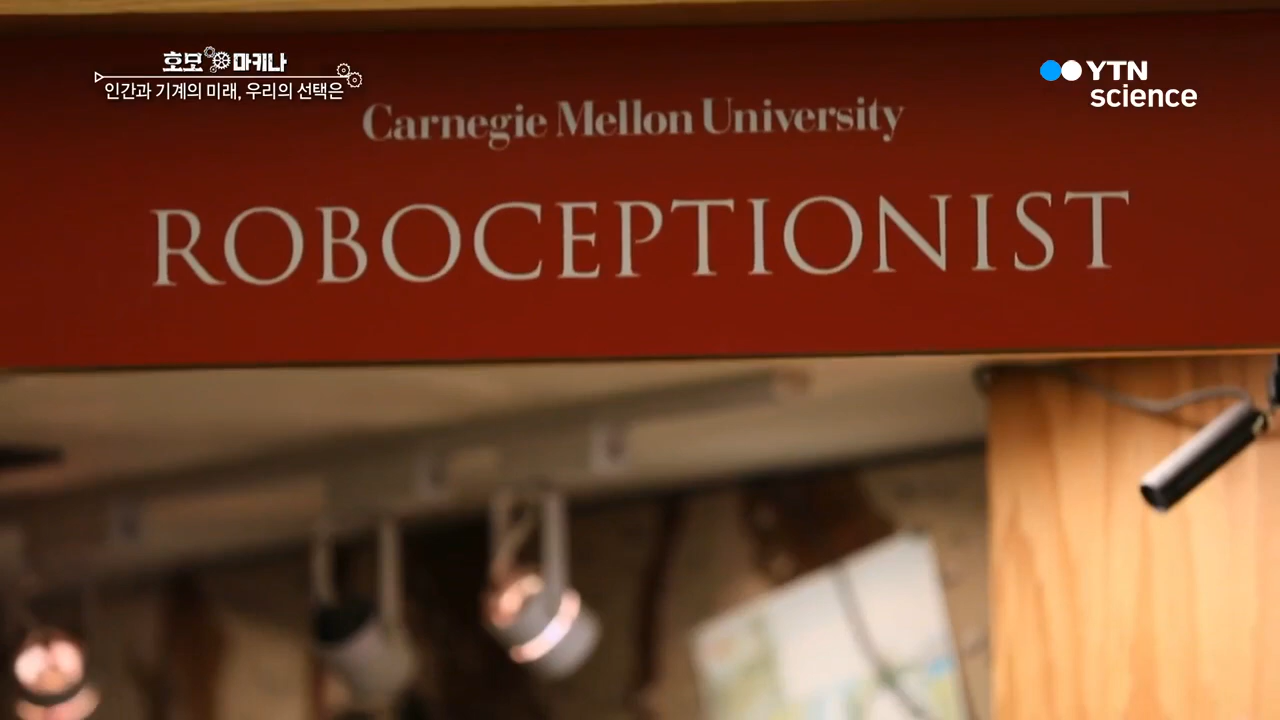 호모 마키나
인간과 기계의 미래, 우리의 선택은
YTN
science
Carnegie Mellon University
ROBOCEPTIONIST